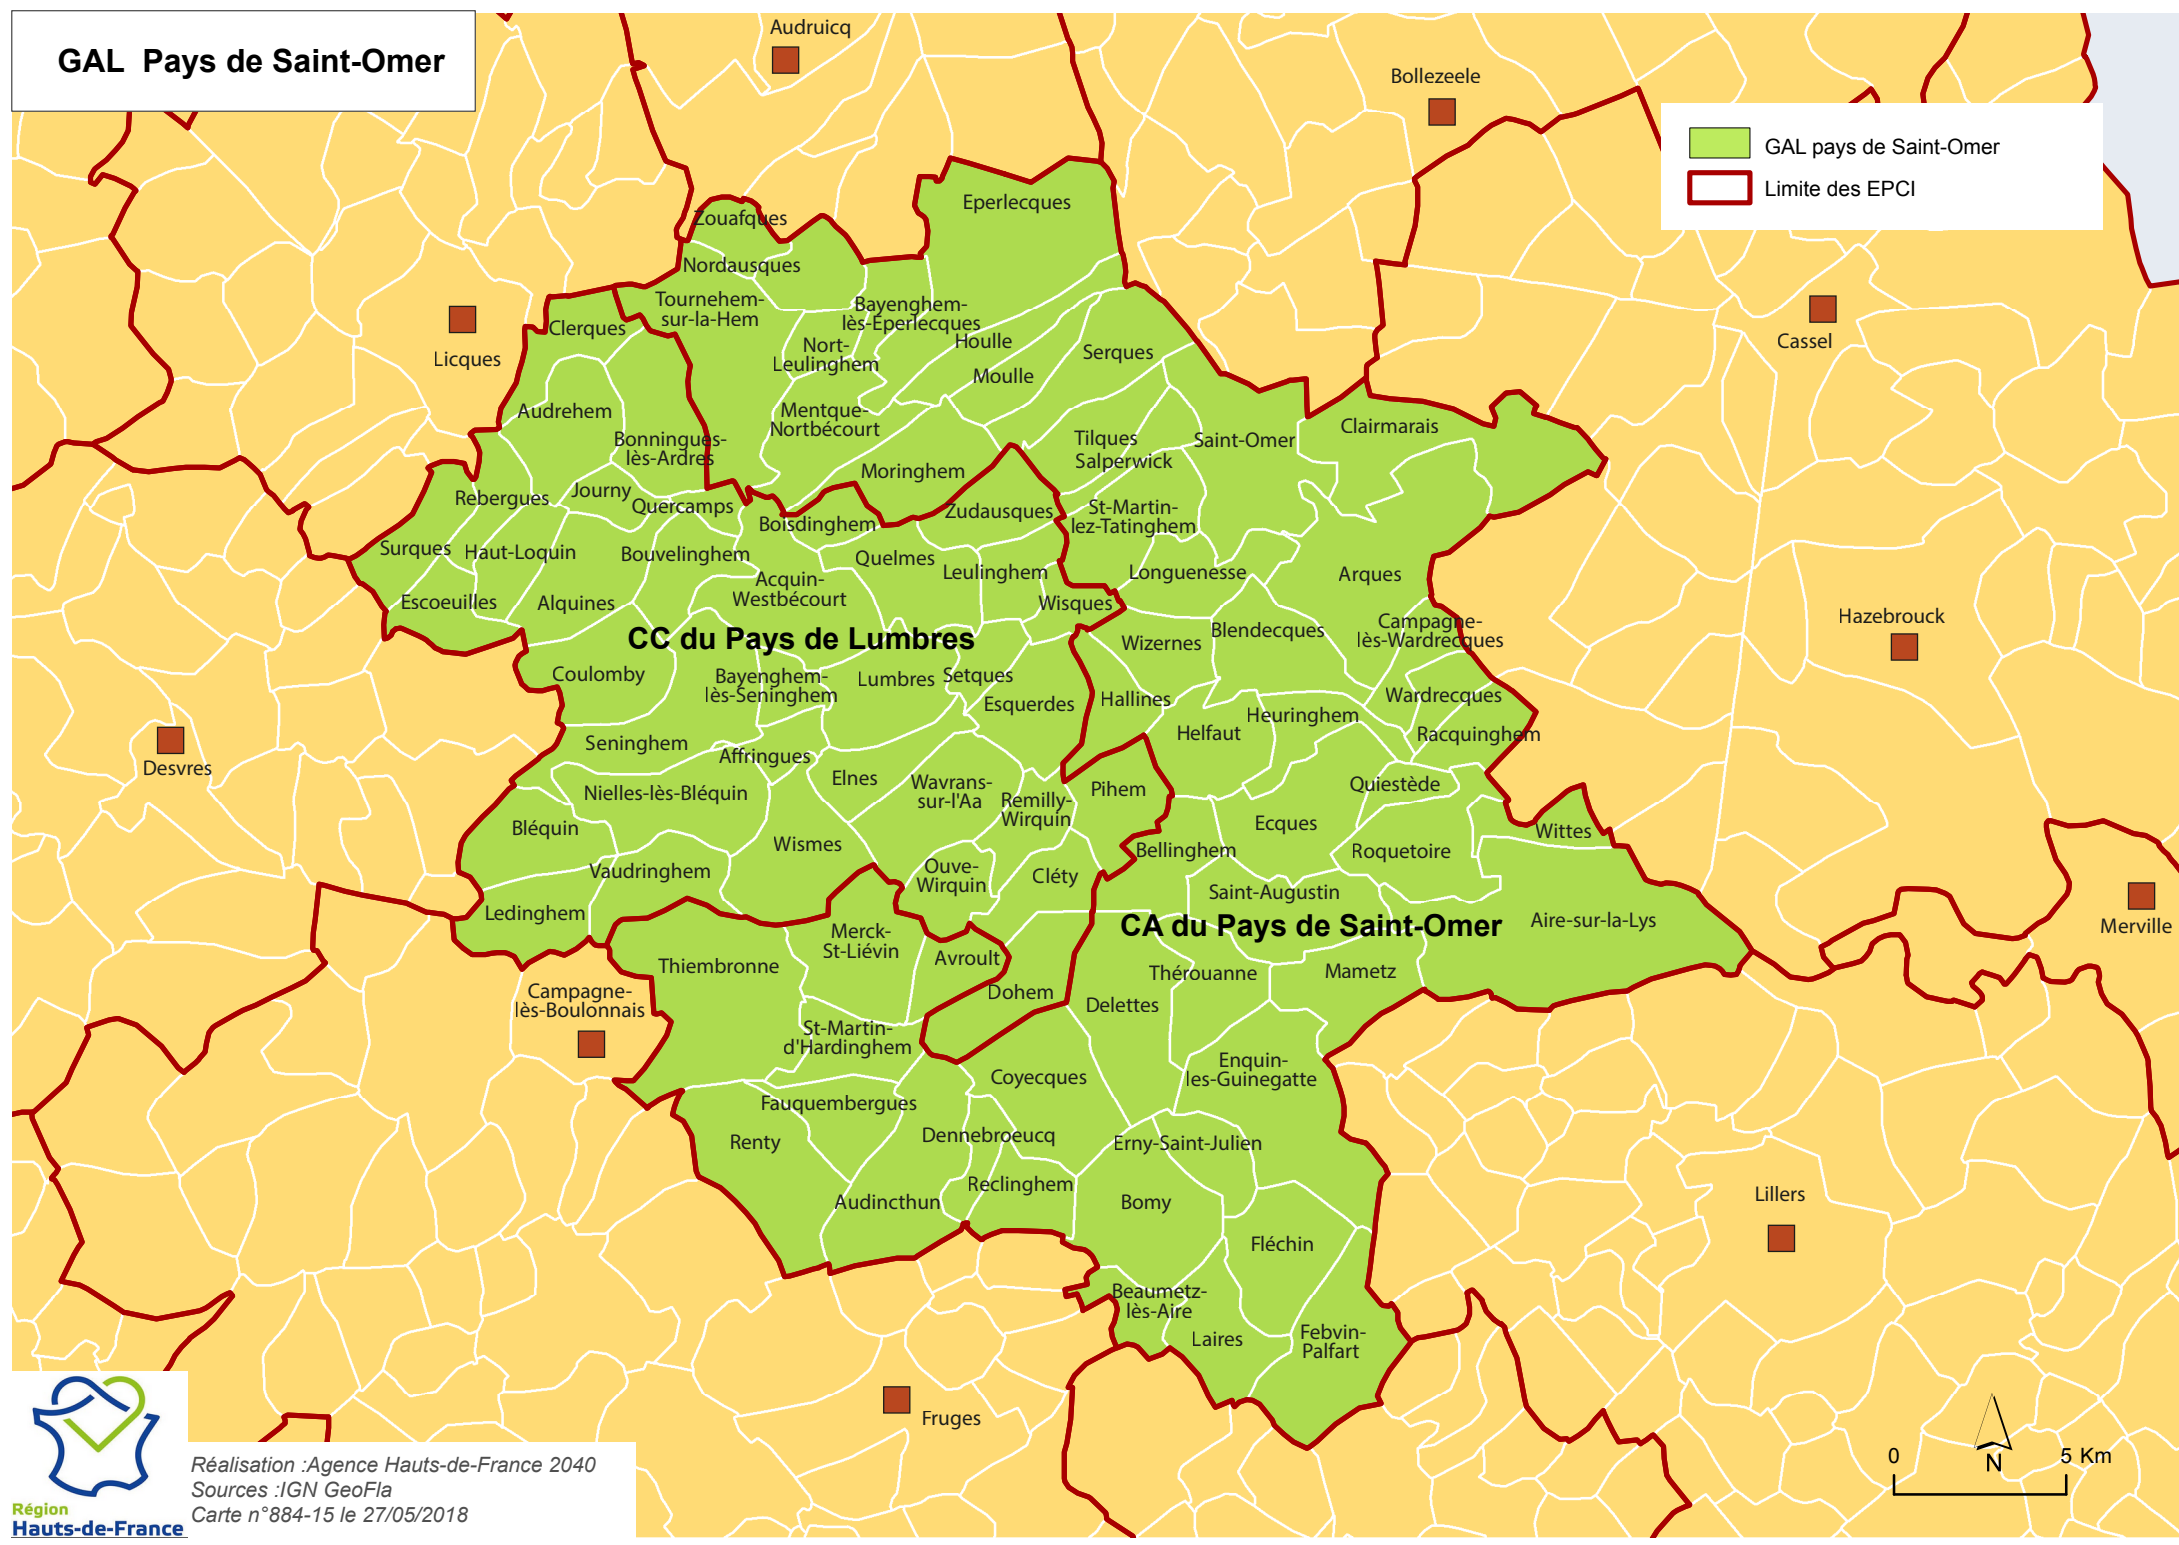 GAL Pays de Saint-Omer
Audruicq
Bollezeele
GAL pays de Saint-Omer
Limite des EPCI
Eperlecques
Zouafques
Nordausques
Tournehem-
sur-la-Hem
Bayenghem-
lès-Eperlecques
Clerques
Licques
Nort-
Leulinghem
Houlle
Moulle
Serques
Cassel
Audrehem
Mentque-
Nortbécourt
Bonningues-
lès-Ardres
Tilques
Salperwick
Saint-Omer
Clairmarais
Moringhem
Rebergues
Journy
Quercamps
Boisdinghem
Zudausques
St-Martin-
lez-Tatinghem
Surques
Haut-Loquin
Bouvelinghem
Quelmes
Leulinghem
Longuenesse
Arques
Acquin-
Westbécourt
Escoeuilles
Alquines
Wisques
Hazebrouck
CC du Pays de Lumbres
Wizernes
Blendecques
Campagne-
lès-Wardrecques
Coulomby
Bayenghem-
lès-Seninghem
Lumbres
Setques
Esquerdes
Hallines
Wardrecques
Heuringhem
Helfaut
Racquinghem
Seninghem
Affringues
Desvres
Elnes
Wavrans-
sur-l'Aa
Remilly-
Wirquin
Pihem
Quiestède
Nielles-lès-Bléquin
Bléquin
Wismes
Ecques
Wittes
Bellinghem
Roquetoire
Vaudringhem
Ouve-
Wirquin
Cléty
Saint-Augustin
Ledinghem
CA du Pays de Saint-Omer
Aire-sur-la-Lys
Merville
Merck-
St-Liévin
Avroult
Thiembronne
Thérouanne
Mametz
Campagne-
lès-Boulonnais
Dohem
Delettes
St-Martin-
d'Hardinghem
Enquin-
les-Guinegatte
Coyecques
Fauquembergues
Renty
Dennebroeucq
Erny-Saint-Julien
Reclinghem
Audincthun
Bomy
Lillers
Fléchin
Beaumetz-
lès-Aire
Laires
Febvin-
Palfart
Fruges
0
5 Km
N
Réalisation :Agence Hauts-de-France 2040
Sources :IGN GeoFla
Carte n°884-15 le 27/05/2018
Région
Hauts-de-France